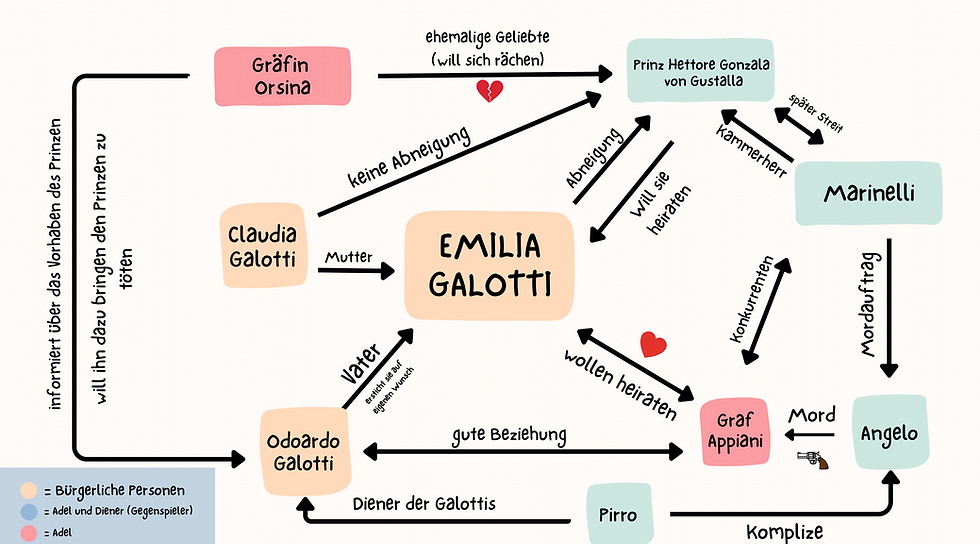 ehemalige Geliebte
(will sich rächen)
Gräfin
Orsina
Prinz Hettore Gonzala
von Gustalla
später Streit
Kammerherr
Marinelli
keine Abneigung
Abneigung
Will sie
heiraten
informiert über das Vorhaben des Prinzen
will ihn dazu bringen den Prinzen zu
töten
Claudia
Galotti
Mutter
EMILIA
GALOTTI
Konkurrenten
Mordauftrag
Vater
ersticht sie auf
eigenen Wunsch
wollen heiraten
Odoardo
Galotti
gute Beziehung
Graf
Appiani
Mord
Angelo
Diener der Galottis
Pirro
Komplize
= Bürgerliche Personen
= Adel und Diener (Gegenspieler)
= Adel